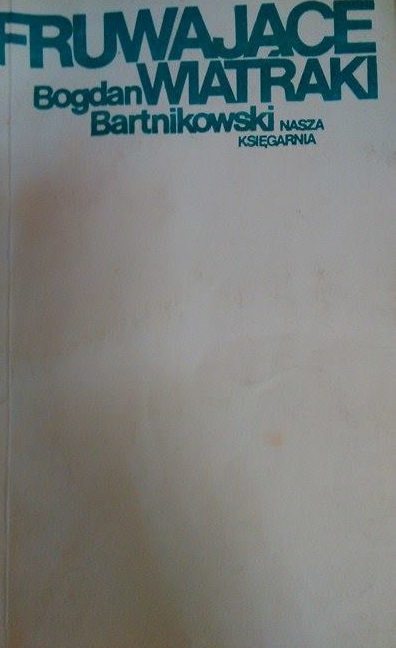 FRUWAJĄCE
WIATRAKI
Bogdan
Bartnikowski
NASZA
KSIĘGARNIA